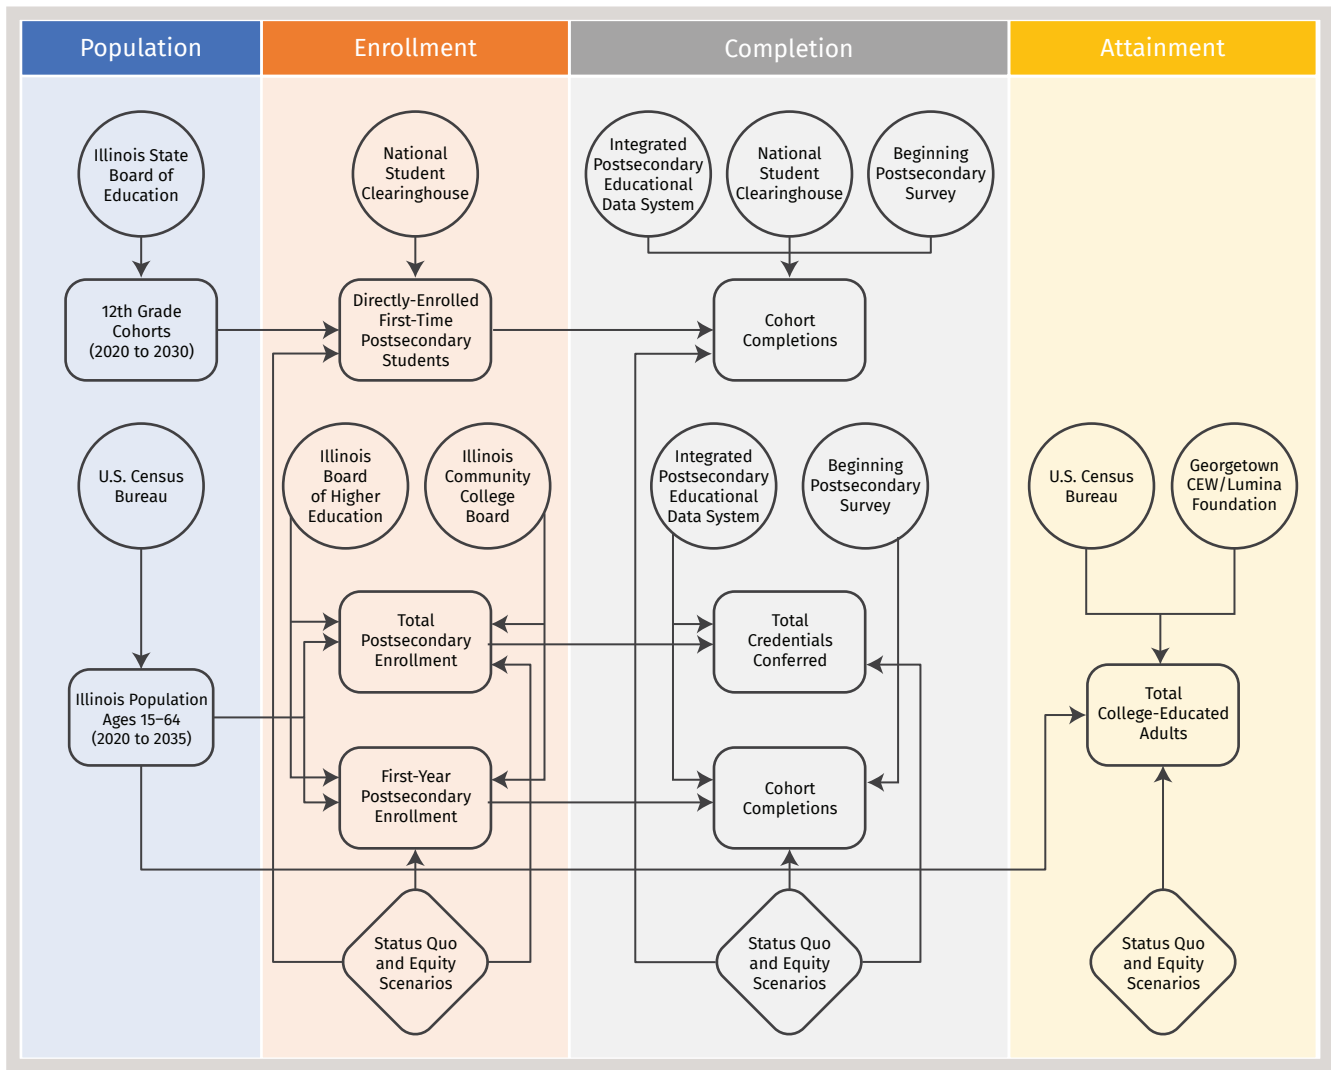 Population
Enrollment
Completion
Attainment
Illinois State
Board of
Education
National
Student
Clearinghouse
Integrated
Postsecondary
Educational
Data System
National
Student
Clearinghouse
Beginning
Postsecondary
Survey
12th Grade
Cohorts
(2020 to 2030)
Directly-Enrolled
First-Time
Postsecondary
Students
Cohort
Completions
U.S. Census
Bureau
Illinois
Board
of Higher
Education
Illinois
Community
College
Board
Integrated
Postsecondary
Educational
Data System
Beginning
Postsecondary
Survey
U.S. Census
Bureau
Georgetown
CEW/Lumina
Foundation
Total
Postsecondary
Enrollment
Total
Credentials
Conferred
Illinois Population
Ages 15–64
(2020 to 2035)
Total
College-Educated
Adults
First-Year
Postsecondary
Enrollment
Cohort
Completions
Status Quo
and Equity
Scenarios
Status Quo
and Equity
Scenarios
Status Quo
and Equity
Scenarios